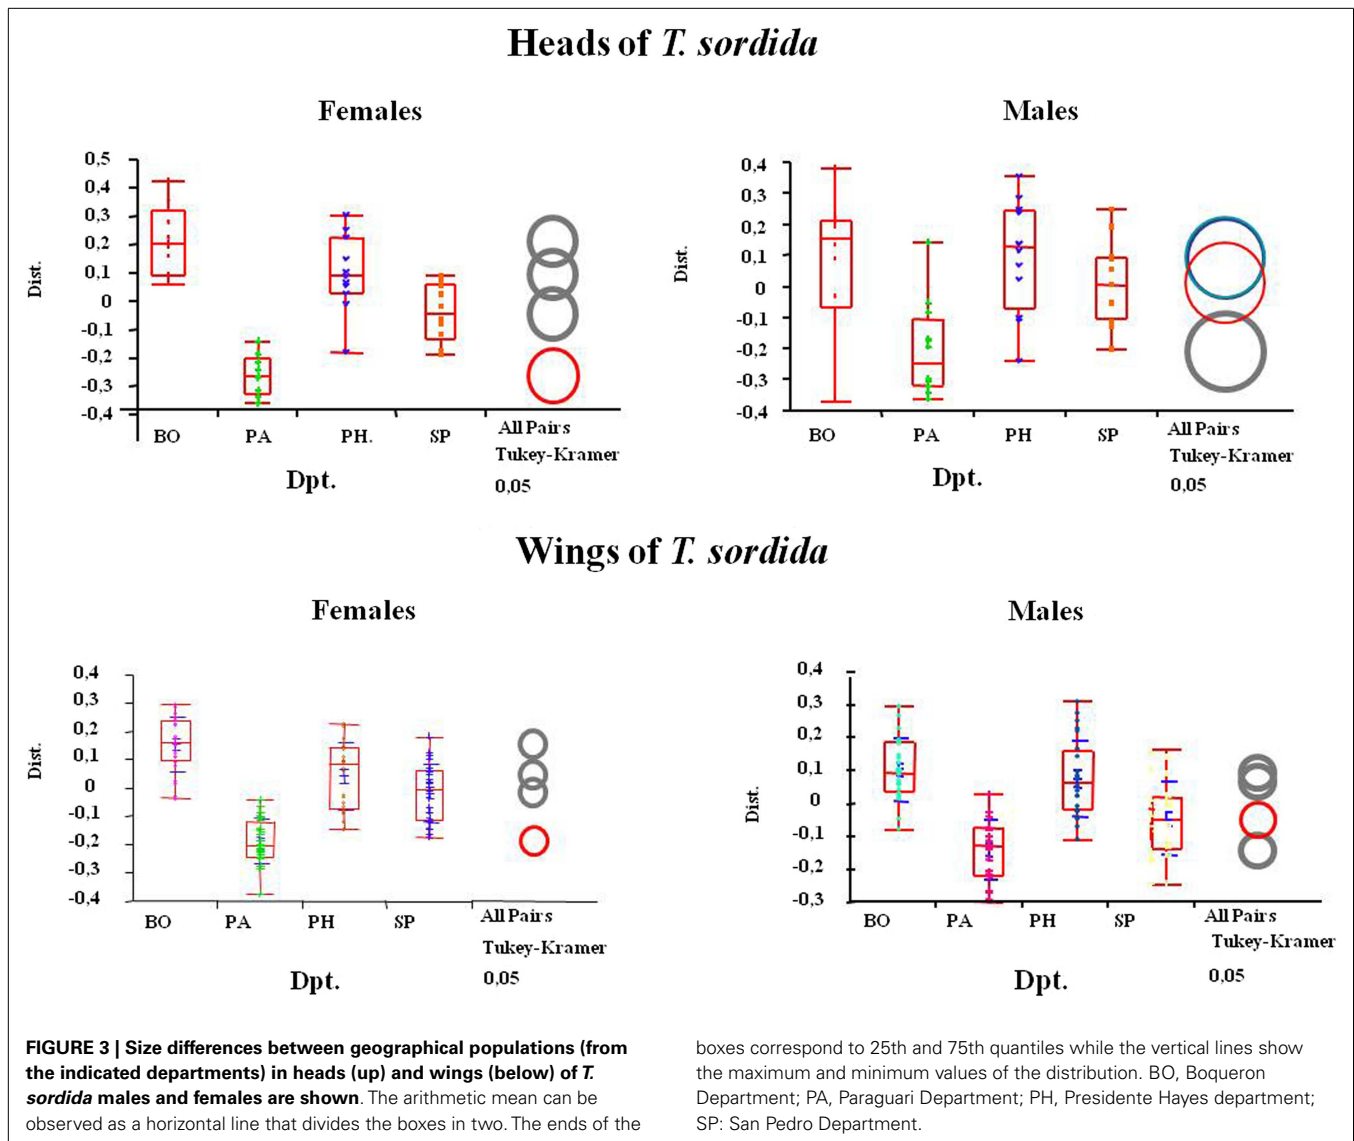 Heads of T. sordida
Females
0,5
0,4
0,3
0,2
0,1
0
-0,1
-0,2
-0,3
-0,4
Dist.
BO PA PH. SP All Pairs
Tukey-Kramer
0,05
Dpt.
Males
0,4
0,3
0,2
0,1
0
-0,1
-0,2
-0,3
-0,4
Dist.
BO PA PH SP All Pairs
Tukey-Kramer
0,05
Dpt.
Wings of T. sordida
Females
0,4
0,3
0,2
0,1
0
-0,1
-0,2
-0,3
-0,4
Dist.
BO PA PH SP All Pairs
Tukey-Kramer
0,05
Dpt.
Males
0,4
0,3
0,2
0,1
0
-0,1
-0,2
-0,3
Dist.
BO PA PH SP All Pairs
Tukey-Kramer
0,05
Dpt.
FIGURE 3 | Size differences between geographical populations (from
the indicated departments) in heads (up) and wings (below) of T.
sordida males and females are shown. The arithmetic mean can be
observed as a horizontal line that divides the boxes in two. The ends of the
boxes correspond to 25th and 75th quantiles while the vertical lines show
the maximum and minimum values of the distribution. BO, Boqueron
Department; PA, Paraguari Department; PH, Presidente Hayes department;
SP: San Pedro Department.